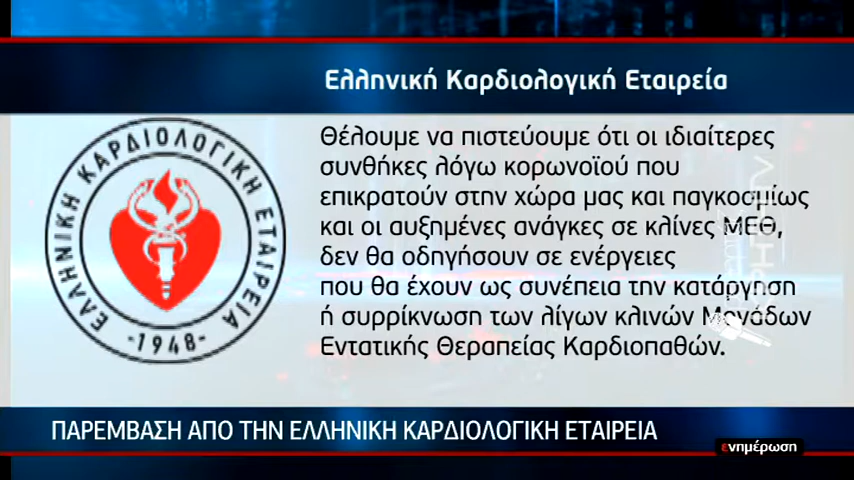 Ελληνική Καρδιολογική Εταιρεία
ΕΛΛΗΝΙΚΗ ΚΑΡΔΙΟΛΟΓΙΚΗ ΕΤΑΙΡΕΙΑ
-1948-
Θέλουμε να πιστεύουμε ότι οι ιδιαίτερες
συνθήκες λόγω κορωνοϊού που
επικρατούν στην χώρα μας και παγκοσμίως
και οι αυξημένες ανάγκες σε κλίνες ΜΕΘ,
δεν θα οδηγήσουν σε ενέργειες
που θα έχουν ως συνέπεια την κατάργηση
ή συρρίκνωση των λίγων κλινών Μονάδων
Εντατικής Θεραπείας Καρδιοπαθών.
ΠΑΡΕΜΒΑΣΗ ΑΠΟ ΤΗΝ ΕΛΛΗΝΙΚΗ ΚΑΡΔΙΟΛΟΓΙΚΗ ΕΤΑΙΡΕΙΑ
ενημέρωση